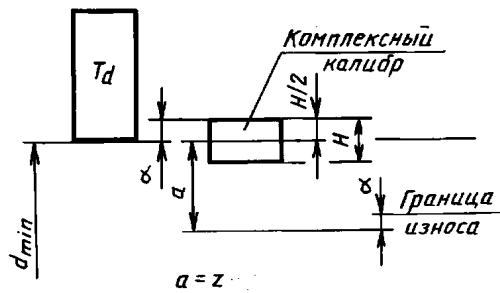 Td
Комплексный
калибр
H/2
H
α
a
α
Граница
износа
dmin
a = z